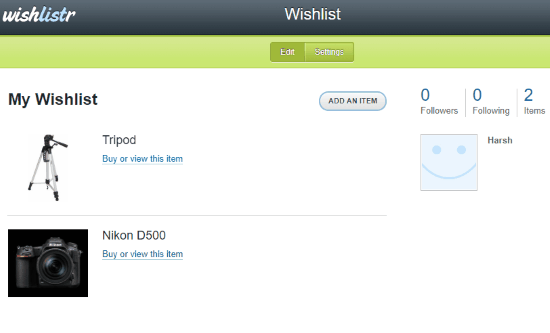 wishlistr
Wishlist
Edit Settings
My Wishlist
ADD AN ITEM
0 0 2
Followers Following Items
Tripod
Buy or view this item
Harsh
Nikon D500
Buy or view this item
Nikon